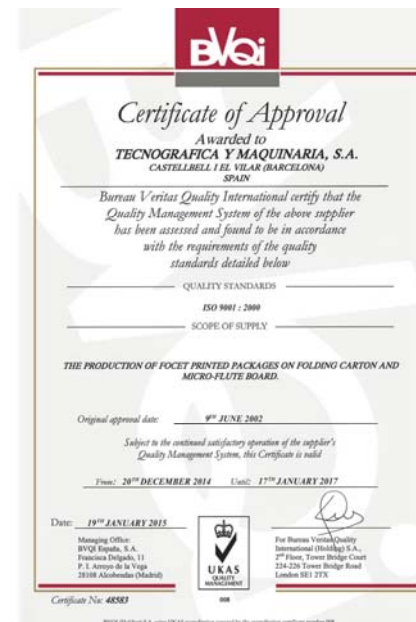 BVQi
Certificate of Approval
Awarded to
TECNOGRAFICA Y MAQUINARIA, S.A.
CASTELLBELL I EL VILAR (BARCELONA)
SPAIN
Bureau Veritas Quality International certify that the
Quality Management System of the above supplier
has been assessed and found to be in accordance
with the requirements of the quality
standards detailed below
QUALITY STANDARDS
ISO 9001 : 2000
SCOPE OF SUPPLY
THE PRODUCTION OF FOCET PRINTED PACKAGES ON FOLDING CARTON AND
MICRO-FLUTE BOARD.
Original approval date: 9TH JUNE 2002
Subject to the continued satisfactory operation of the supplier's
Quality Management System, this Certificate is valid
From: 20TH DECEMBER 2014 Until: 17TH JANUARY 2017
Date: 19TH JANUARY 2015
Managing Office:
BVQI España, S.A.
Francisca Delgado, 11
P. I. Arroyo de la Vega
28108 Alcobendas (Madrid)
UKAS
QUALITY
MANAGEMENT
008
For Bureau Veritas Quality
International (Holding) S.A.,
2nd Floor, Tower Bridge Court
224-226 Tower Bridge Road
London SE1 2TX
Certificate No: 48583